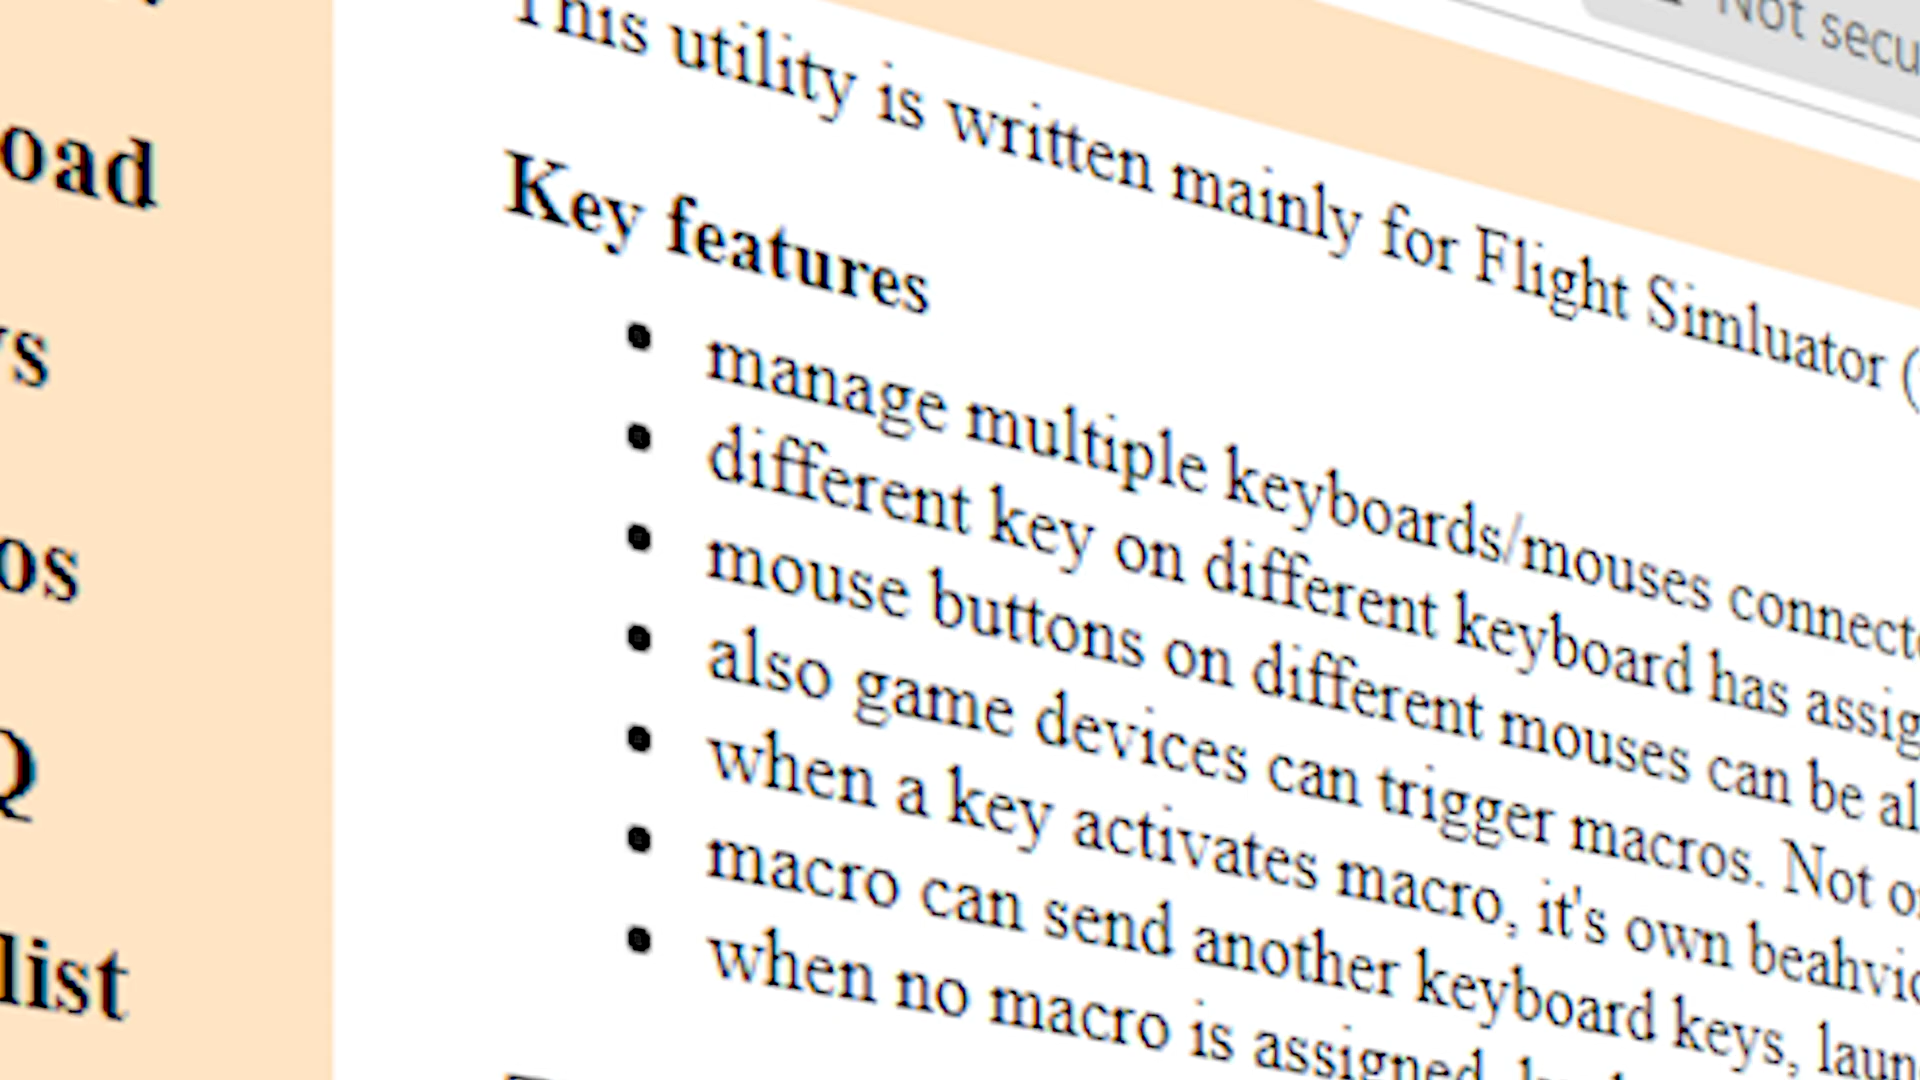 Not secu
This utility is written mainly for Flight Simluator (
Key features
manage multiple keyboards/mouses connecte
different key on different keyboard has assig
mouse buttons on different mouses can be al
also game devices can trigger macros. Not o
when a key activates macro, it's own beahvio
macro can send another keyboard keys, laun
when no macro is assigned,
oad
s
os
Q
list